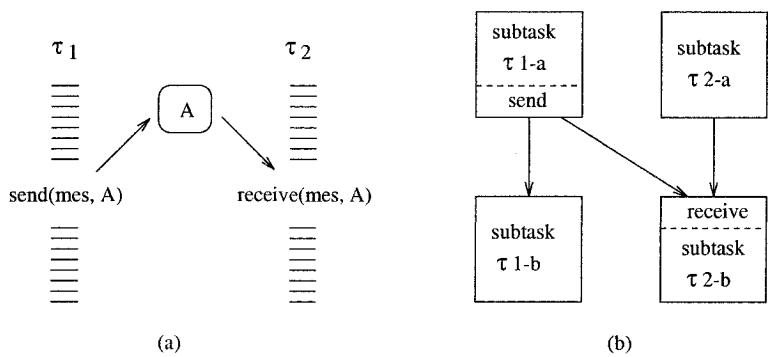 τ 1
τ 2
A
send(mes, A)
receive(mes, A)
(a)
subtask
τ 1-a
send
subtask
τ 2-a
subtask
τ 1-b
receive
subtask
τ 2-b
(b)